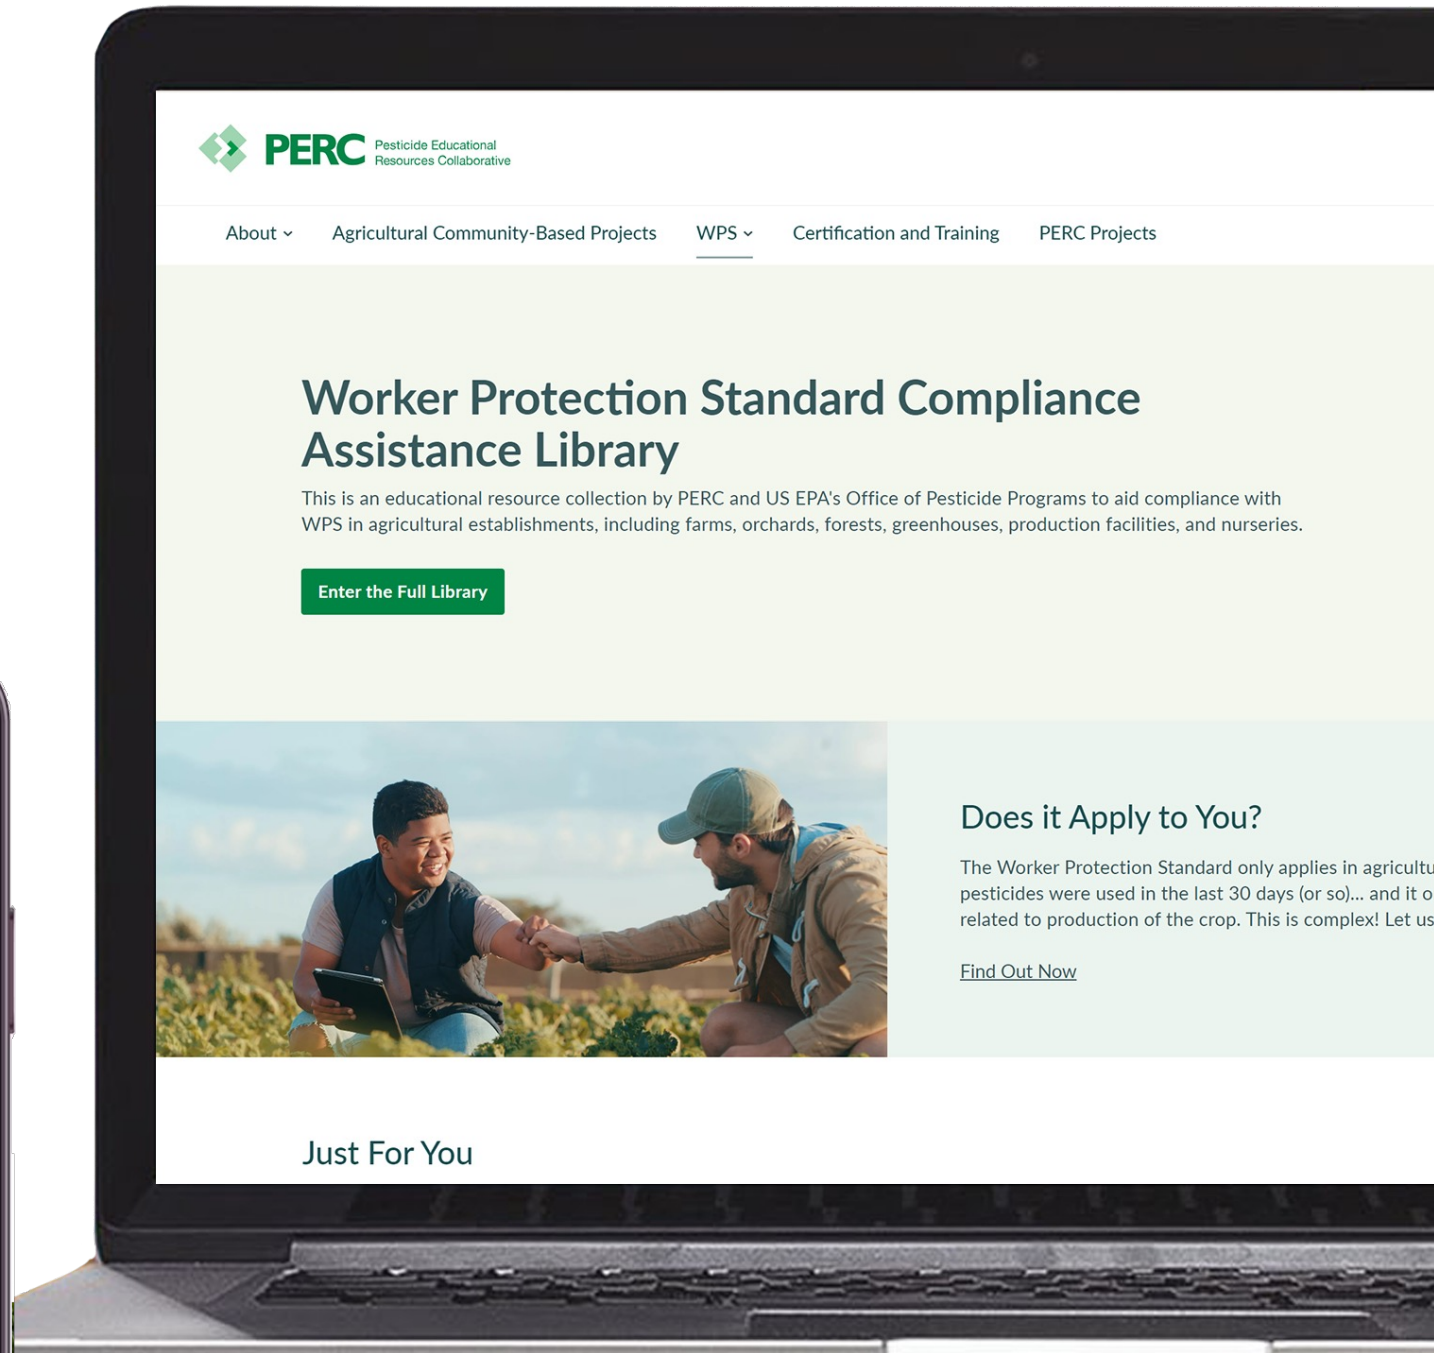 PERC
Pesticide Educational
Resources Collaborative
About
Agricultural Community-Based Projects
WPS
Certification and Training
PERC Projects
Worker Protection Standard Compliance
Assistance Library
This is an educational resource collection by PERC and US EPA's Office of Pesticide Programs to aid compliance with
WPS in agricultural establishments, including farms, orchards, forests, greenhouses, production facilities, and nurseries.
Enter the Full Library
Does it Apply to You?
The Worker Protection Standard only applies in agricultu
pesticides were used in the last 30 days (or so)... and it o
related to production of the crop. This is complex! Let us
Find Out Now
Just For You